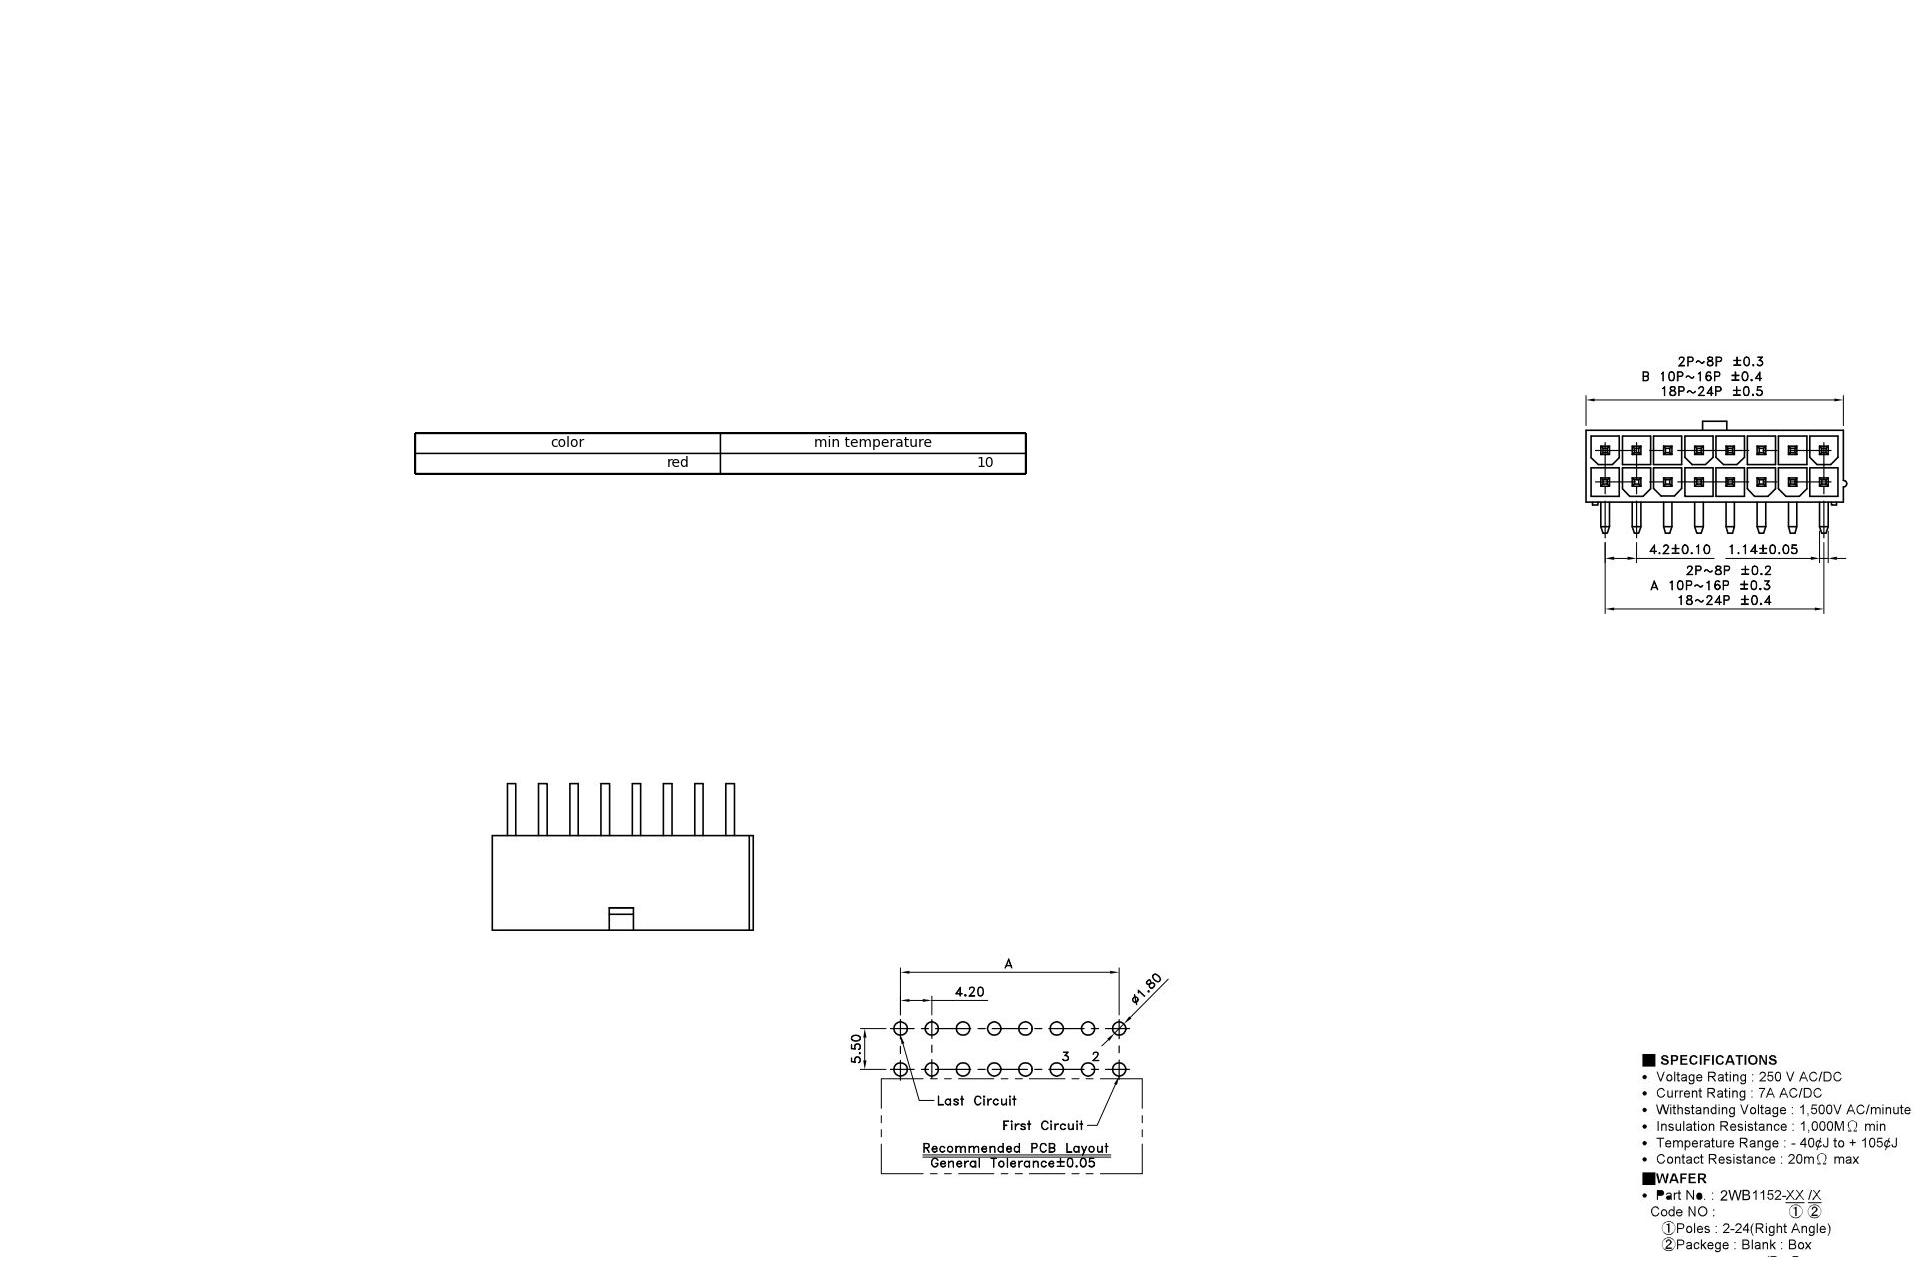 2P~8P ±0.3
B 10P~16P ±0.4
18P~24P ±0.5
color min temperature
red 10
4.2±0.10 1.14±0.05
2P~8P ±0.2
A 10P~16P ±0.3
18~24P ±0.4
A
4.20
ø1.80
5.50
3 2
Last Circuit
First Circuit
Recommended PCB Layout
General Tolerance±0.05
■ SPECIFICATIONS
• Voltage Rating : 250 V AC/DC
• Current Rating : 7A AC/DC
• Withstanding Voltage : 1,500V AC/minute
• Insulation Resistance : 1,000MΩ min
• Temperature Range : - 40¢J to + 105¢J
• Contact Resistance : 20mΩ max
■WAFER
• Part No. : 2WB1152-XX /X
Code NO : ① ②
①Poles : 2-24(Right Angle)
②Packege : Blank : Box